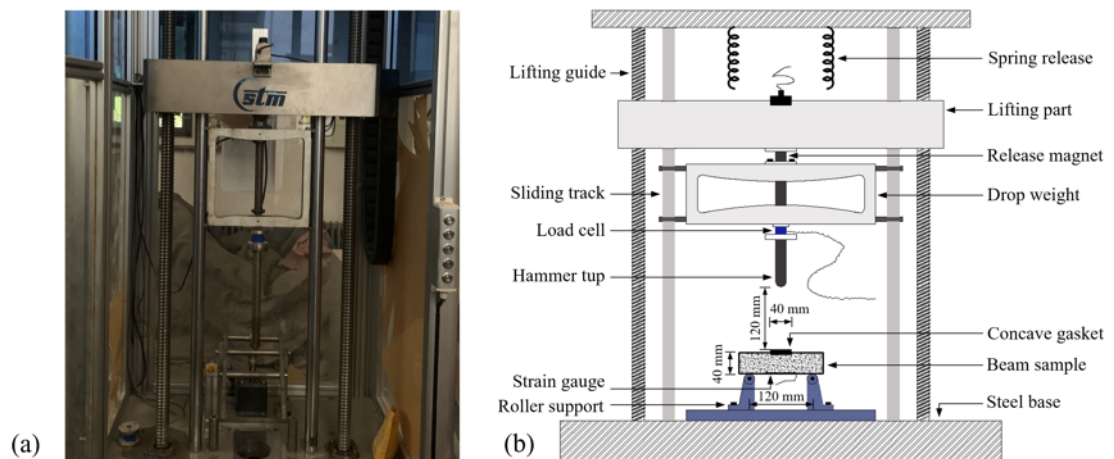 stm
(a)
Lifting guide
Spring release
Lifting part
Release magnet
Sliding track
Drop weight
Load cell
Hammer tup
120 mm
40 mm
Concave gasket
40 mm
Beam sample
Strain gauge
120 mm
Roller support
Steel base
(b)